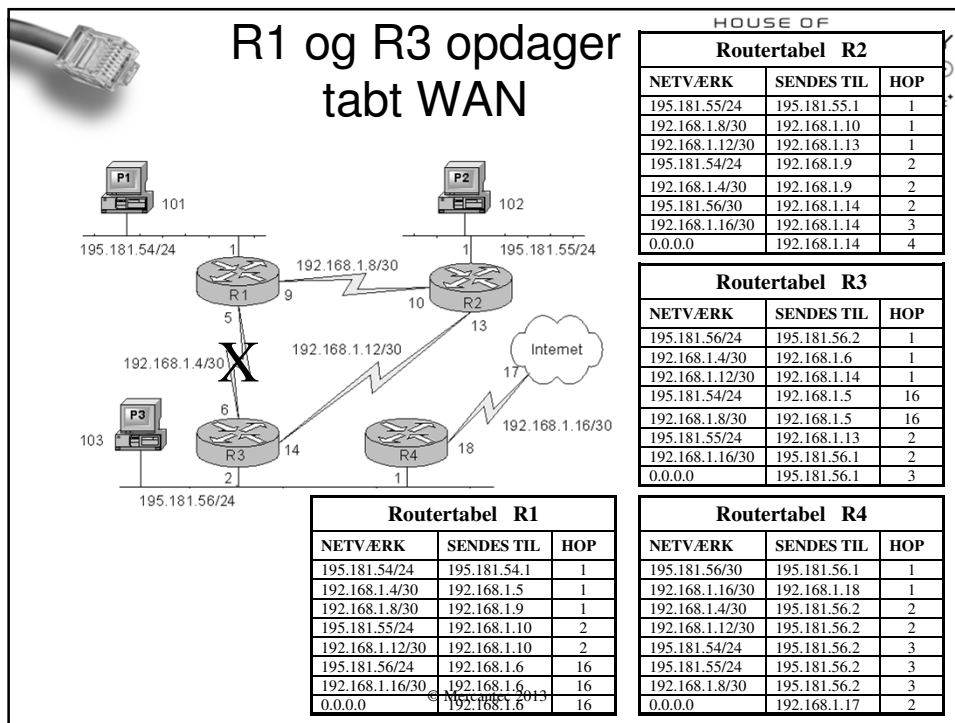 HOUSE OF
R1 og R3 opdager
tabt WAN
Routertabel R2
NETVÆRK SENDES TIL HOP
195.181.55/24 195.181.55.1 1
192.168.1.8/30 192.168.1.10 1
192.168.1.12/30 192.168.1.13 1
195.181.54/24 192.168.1.9 2
192.168.1.4/30 192.168.1.9 2
195.181.56/30 192.168.1.14 2
192.168.1.16/30 192.168.1.14 3
0.0.0.0 192.168.1.14 4
P1
101
P2
102
195.181.54/24
1
1
195.181.55/24
192.168.1.8/30
R1
9
10
R2
5
13
192.168.1.4/30
X
192.168.1.12/30
Internet
17
6
P3
103
R3
14
R4
18
192.168.1.16/30
2
1
195.181.56/24
Routertabel R3
NETVÆRK SENDES TIL HOP
195.181.56/24 195.181.56.2 1
192.168.1.4/30 192.168.1.6 1
192.168.1.12/30 192.168.1.14 1
195.181.54/24 192.168.1.5 16
192.168.1.8/30 192.168.1.5 16
195.181.55/24 192.168.1.13 2
192.168.1.16/30 195.181.56.1 2
0.0.0.0 195.181.56.1 3
Routertabel R1
NETVÆRK SENDES TIL HOP
195.181.54/24 195.181.54.1 1
192.168.1.4/30 192.168.1.5 1
192.168.1.8/30 192.168.1.9 1
195.181.55/24 192.168.1.10 2
192.168.1.12/30 192.168.1.10 2
195.181.56/24 192.168.1.6 16
192.168.1.16/30 192.168.1.6 16
0.0.0.0 192.168.1.6 16
© Mercantec 2013
Routertabel R4
NETVÆRK SENDES TIL HOP
195.181.56/30 195.181.56.1 1
192.168.1.16/30 192.168.1.18 1
192.168.1.4/30 195.181.56.2 2
192.168.1.12/30 195.181.56.2 2
195.181.54/24 195.181.56.2 3
195.181.55/24 195.181.56.2 3
192.168.1.8/30 195.181.56.2 3
0.0.0.0 192.168.1.17 2